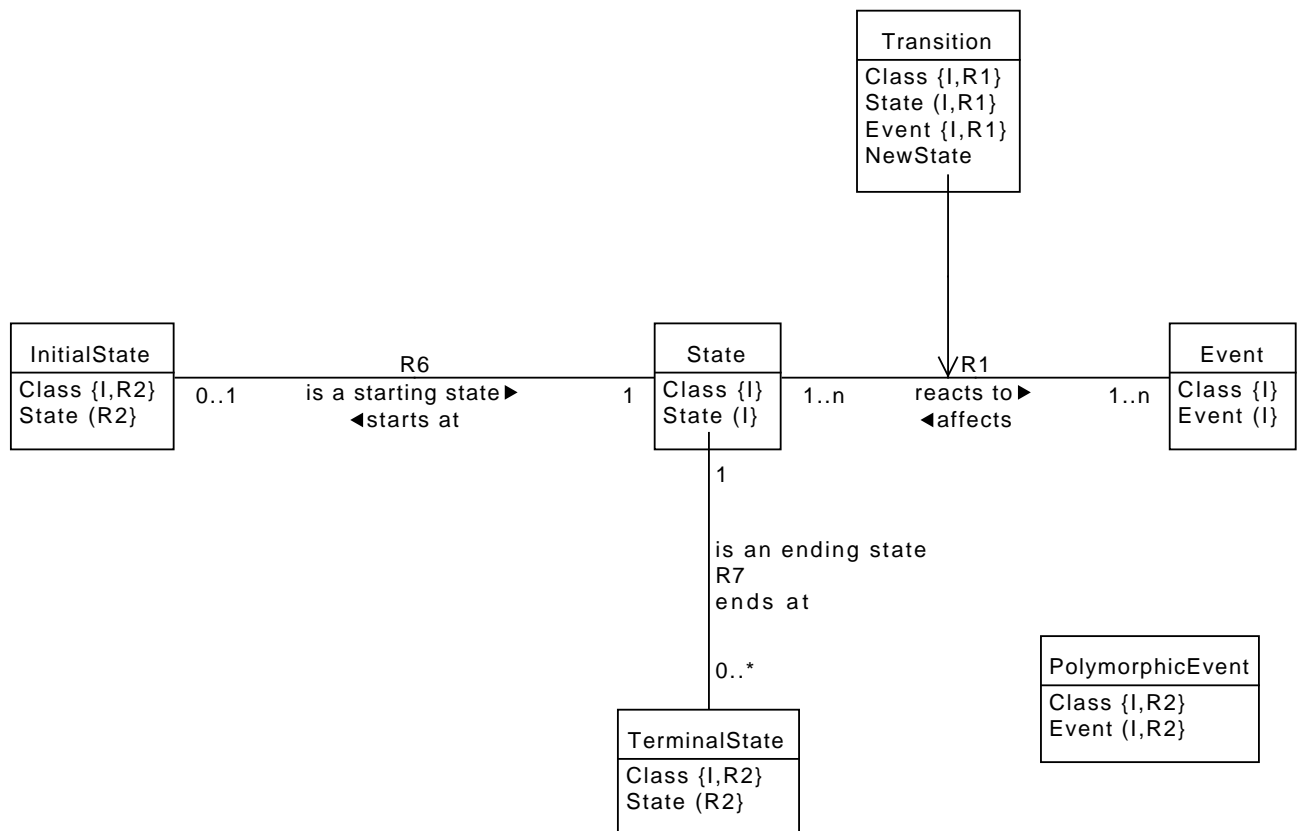 Transition
Class {I,R1}
State (I,R1}
Event {I,R1}
NewState
InitialState
Class {I,R2}
State (R2}
0..1
R6
is a starting state▶
◀starts at
1
State
Class {I}
State (I}
1..n
R1
reacts to▶
◀affects
1..n
Event
Class {I}
Event (I}
1
is an ending state
R7
ends at
0..*
TerminalState
Class {I,R2}
State (R2}
PolymorphicEvent
Class {I,R2}
Event (I,R2}